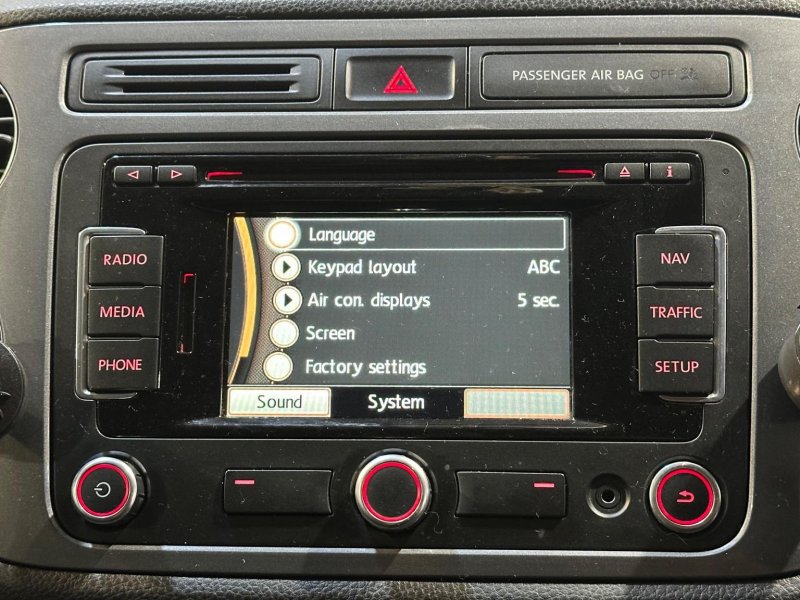 PASSENGER AIR BAG OFF
RADIO
MEDIA
PHONE
Language
Keypad layout ABC
Air con. displays 5 sec.
Screen
Factory settings
Sound System
NAV
TRAFFIC
SETUP